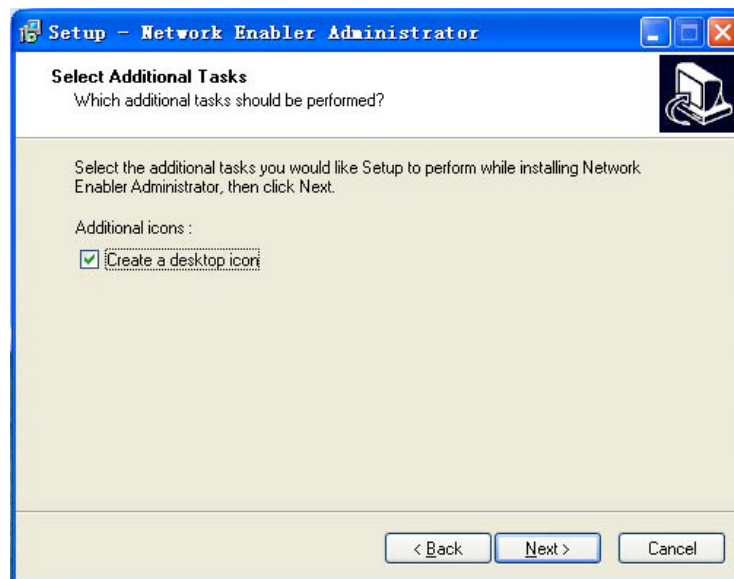 Setup - Network Enabler Administrator
Select Additional Tasks
Which additional tasks should be performed?
Select the additional tasks you would like Setup to perform while installing Network
Enabler Administrator, then click Next.
Additional icons :
Create a desktop icon
< Back
Next >
Cancel